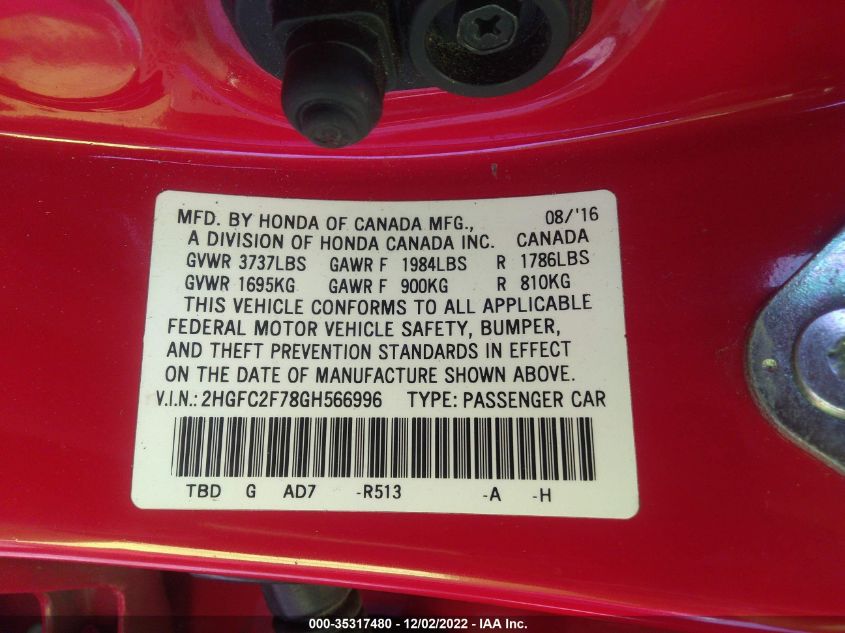 MFD. BY HONDA OF CANADA MFG., 08/'16
A DIVISION OF HONDA CANADA INC. CANADA
GVWR 3737LBS GAWR F 1984LBS R 1786LBS
GVWR 1695KG GAWR F 900KG R 810KG
THIS VEHICLE CONFORMS TO ALL APPLICABLE
FEDERAL MOTOR VEHICLE SAFETY, BUMPER,
AND THEFT PREVENTION STANDARDS IN EFFECT
ON THE DATE OF MANUFACTURE SHOWN ABOVE.
V.I.N.: 2HGFC2F78GH566996 TYPE: PASSENGER CAR
TBD G AD7 -R513 -A -H
000-35317480 - 12/02/2022 - IAA Inc.